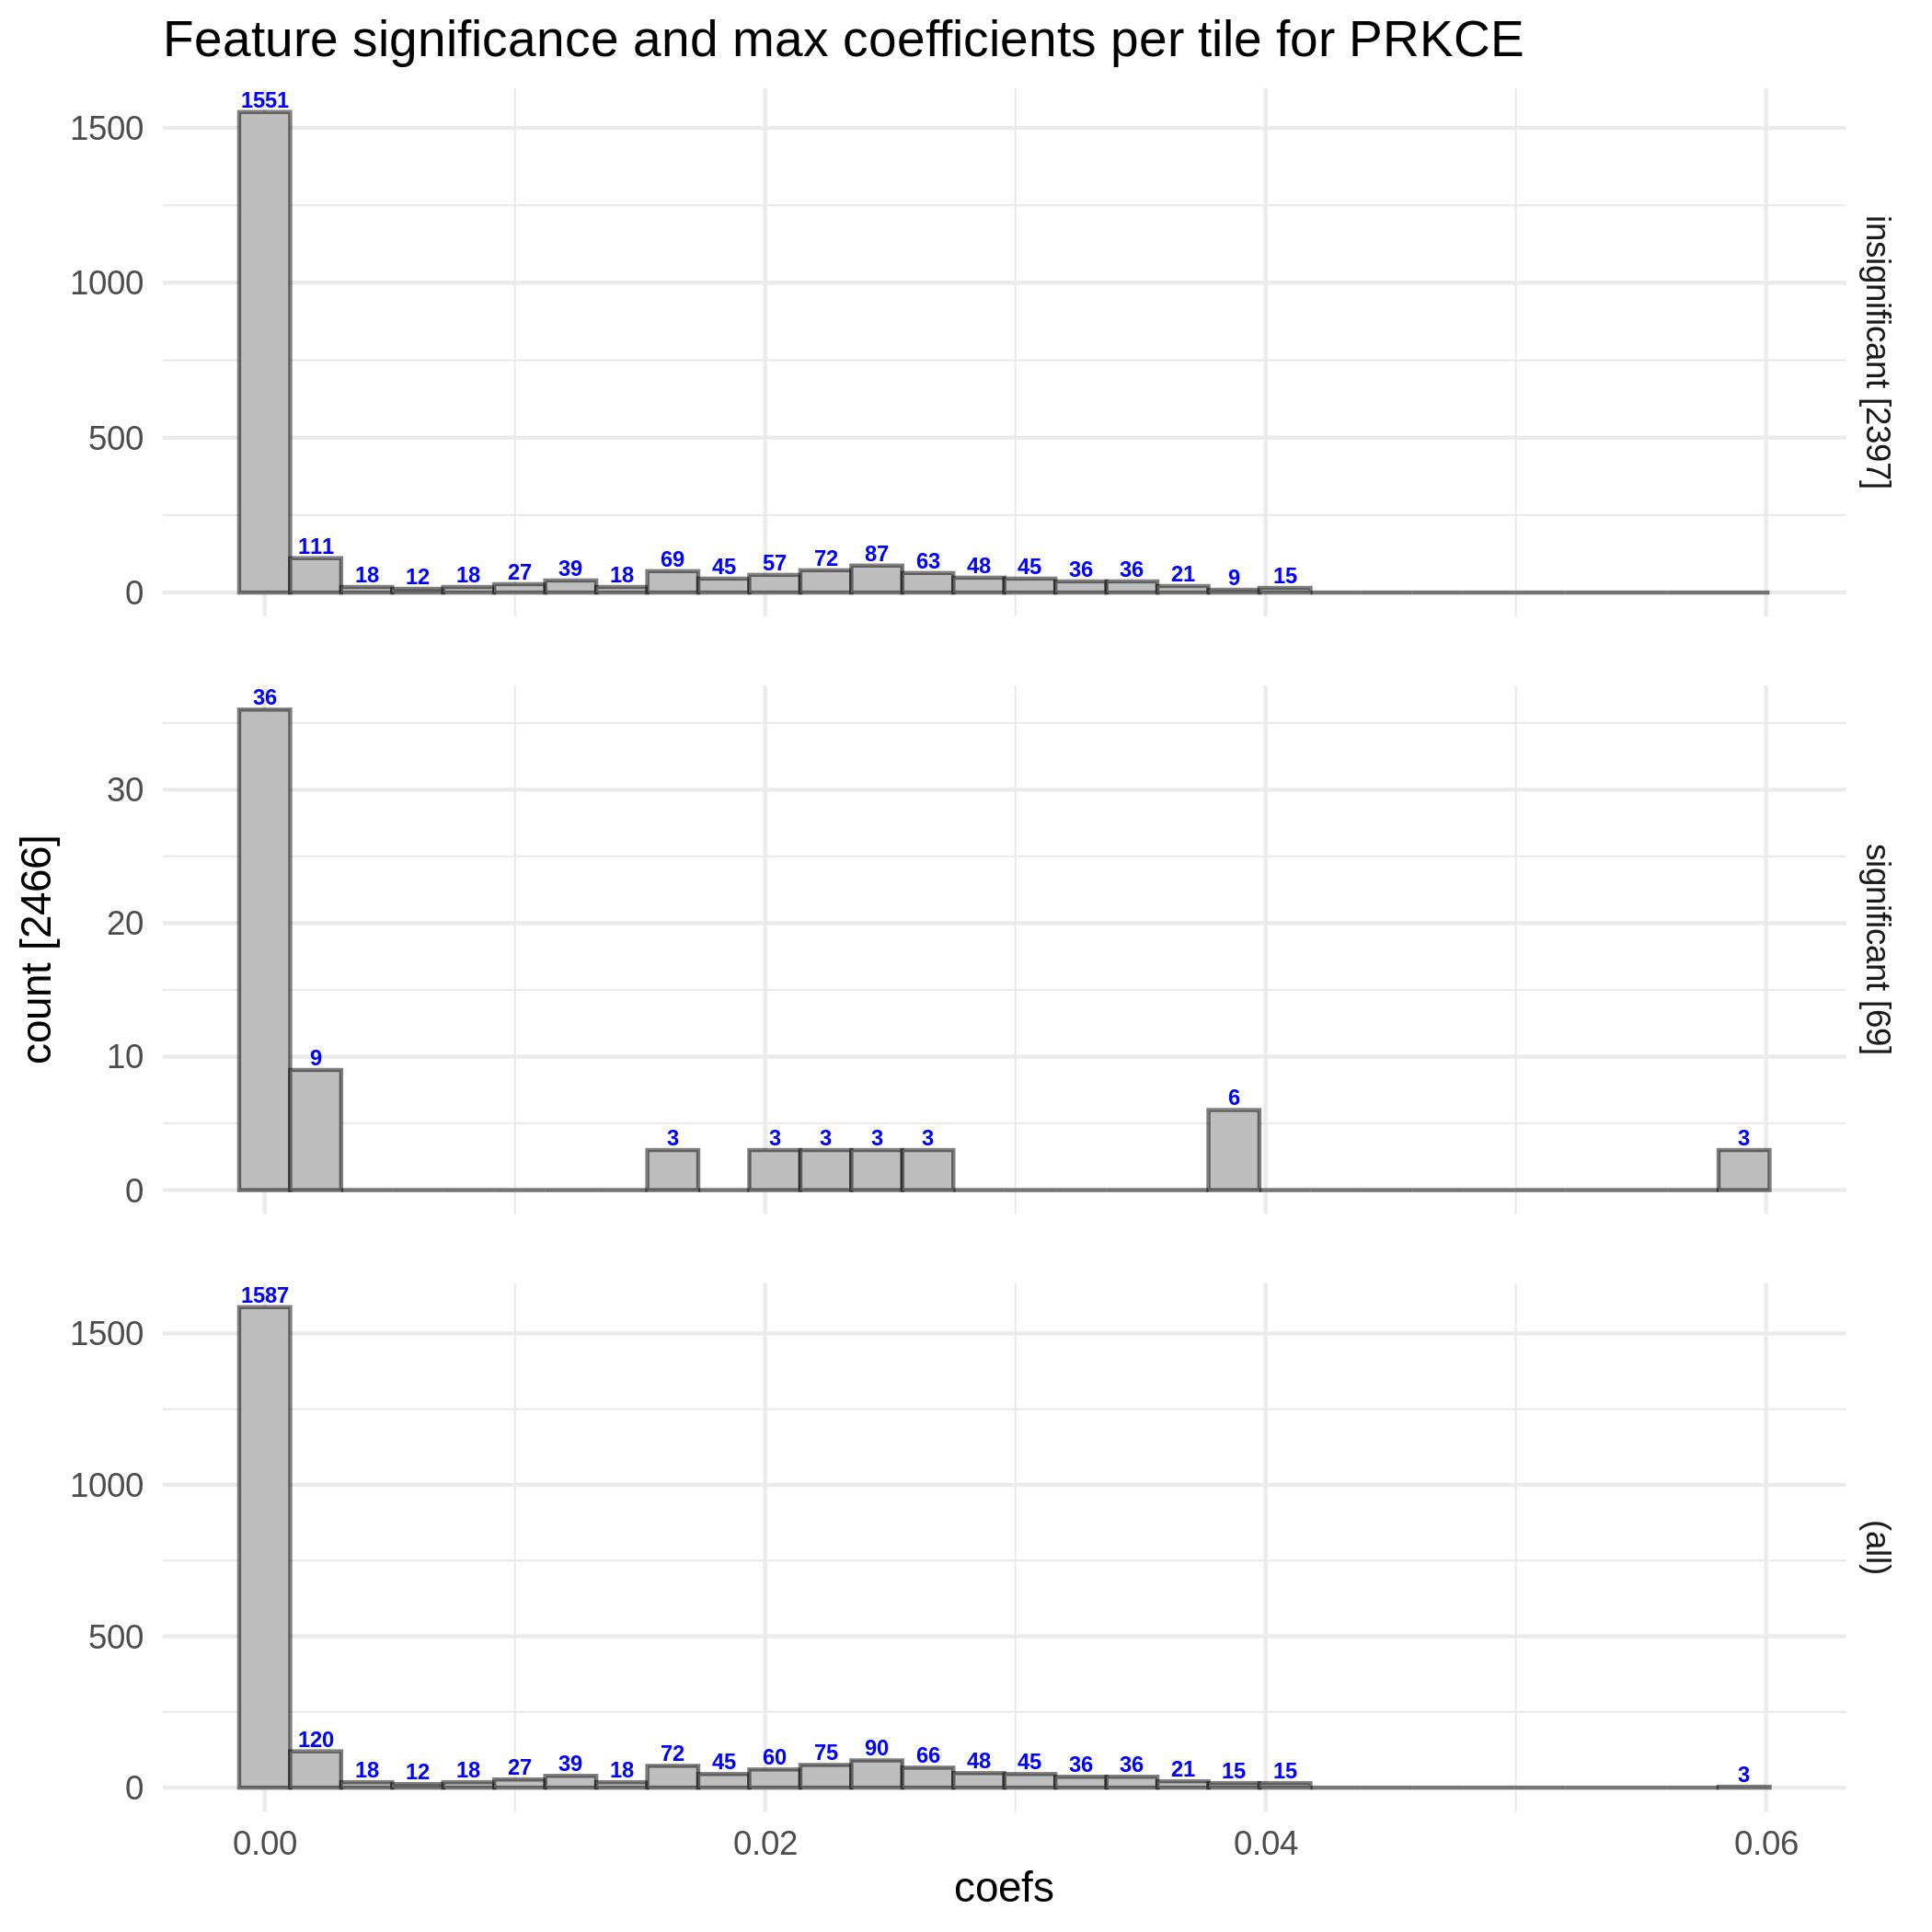 Feature significance and max coefficients per tile for PRKCE
1551
1500
1000
500
111 18 12 18 27 39 18 69 45 57 72 87 63 48 45 36 36 21 9 15
0
insignificant [2397]
36
30
20
10
9
3 3 3 3 3 6 3
0
significant [69]
count [2466]
1587
1500
1000
500
120 18 12 18 27 39 18 72 45 60 75 90 66 48 45 36 36 21 15 15 3
0
(all)
0.00 0.02 0.04 0.06
coefs